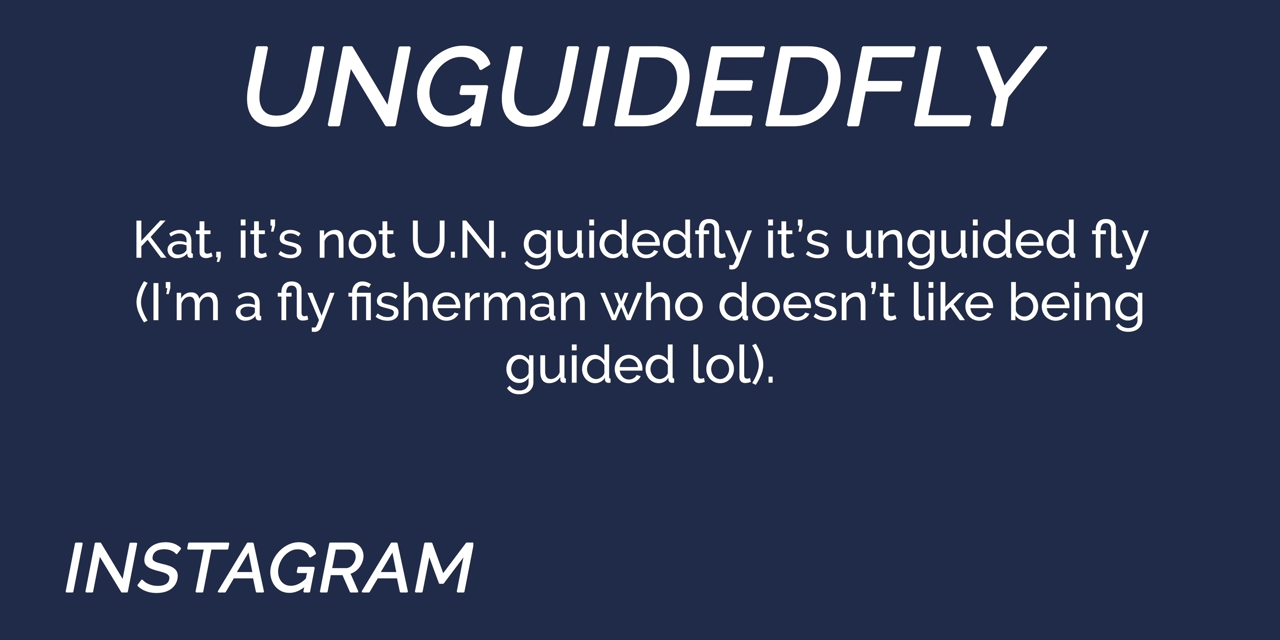 UNGUIDEDFLY
Kat, it’s not U.N. guidedfly it’s unguided fly
(I’m a fly fisherman who doesn’t like being
guided lol).
INSTAGRAM